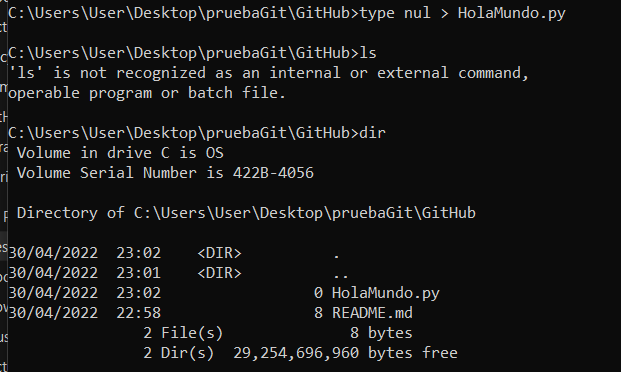 C:\Users\User\Desktop\pruebaGit\GitHub>type nul > HolaMundo.py
C:\Users\User\Desktop\pruebaGit\GitHub>ls
'ls' is not recognized as an internal or external command,
operable program or batch file.
C:\Users\User\Desktop\pruebaGit\GitHub>dir
 Volume in drive C is OS
 Volume Serial Number is 422B-4056
 Directory of C:\Users\User\Desktop\pruebaGit\GitHub
30/04/2022  23:02    <DIR>          .
30/04/2022  23:01    <DIR>          ..
30/04/2022  23:02                 0 HolaMundo.py
30/04/2022  22:58                 8 README.md
               2 File(s)              8 bytes
               2 Dir(s)  29,254,696,960 bytes free